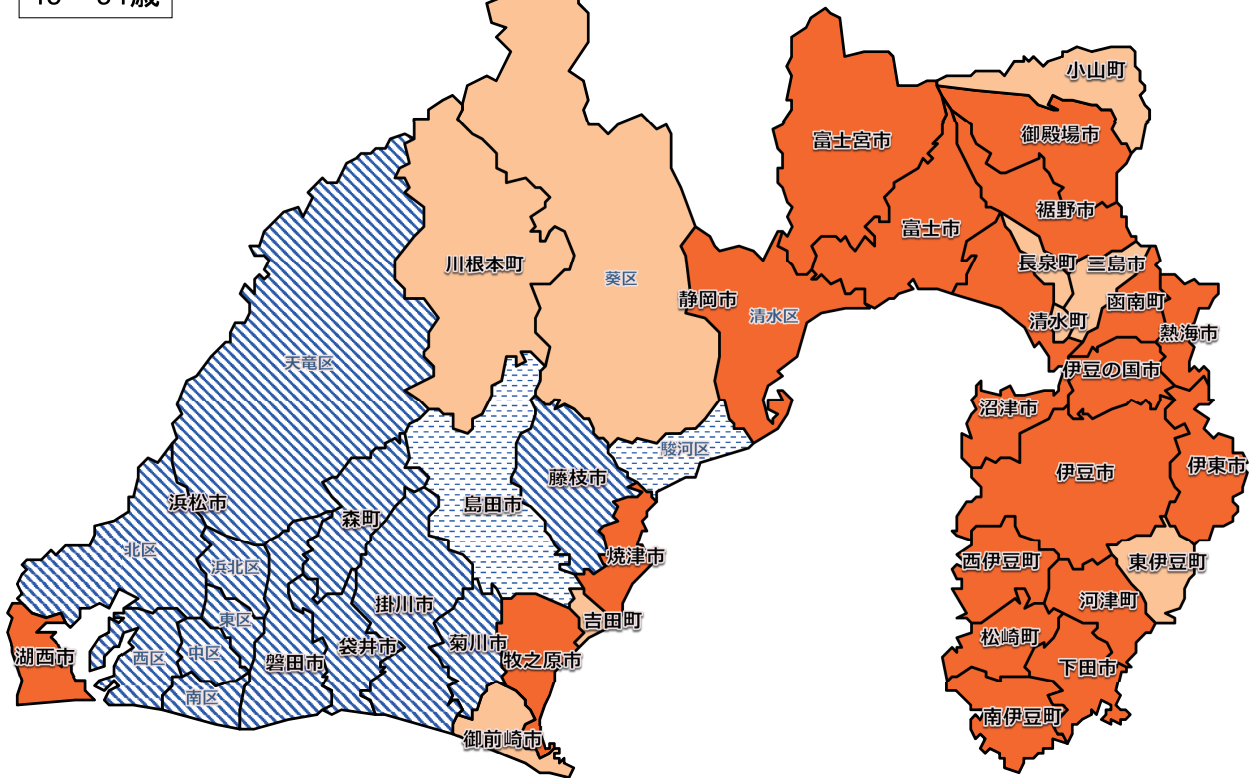 小山町
御殿場市
富士宮市
裾野市
富士市
川根本町
長泉町
三島市
葵区
静岡市
函南町
清水区
清水町
熱海市
天竜区
伊豆の国市
沼津市
駿河区
藤枝市
伊豆市
伊東市
浜松市
島田市
森町
北区
焼津市
西伊豆町
東伊豆町
浜北区
掛川市
河津町
東区
吉田町
松崎町
菊川市
袋井市
中区
西区
湖西市
磐田市
牧之原市
下田市
南区
南伊豆町
御前崎市